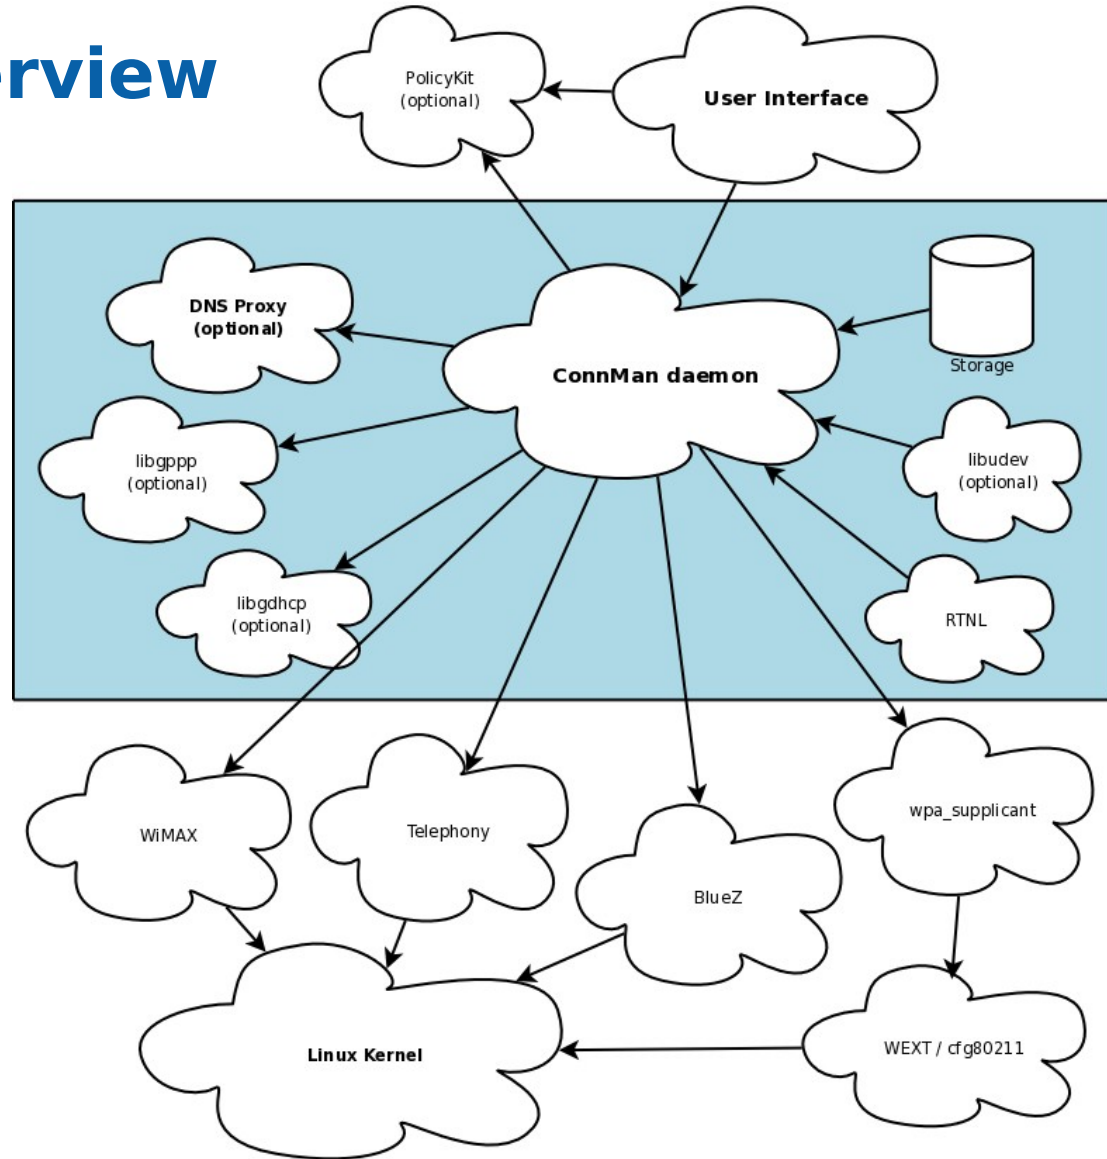 erview
PolicyKit
(optional)
User Interface
DNS Proxy
(optional)
ConnMan daemon
Storage
libgppp
(optional)
libudev
(optional)
libgdhcp
(optional)
RTNL
WiMAX
Telephony
BlueZ
wpa_supplicant
Linux Kernel
WEXT / cfg80211